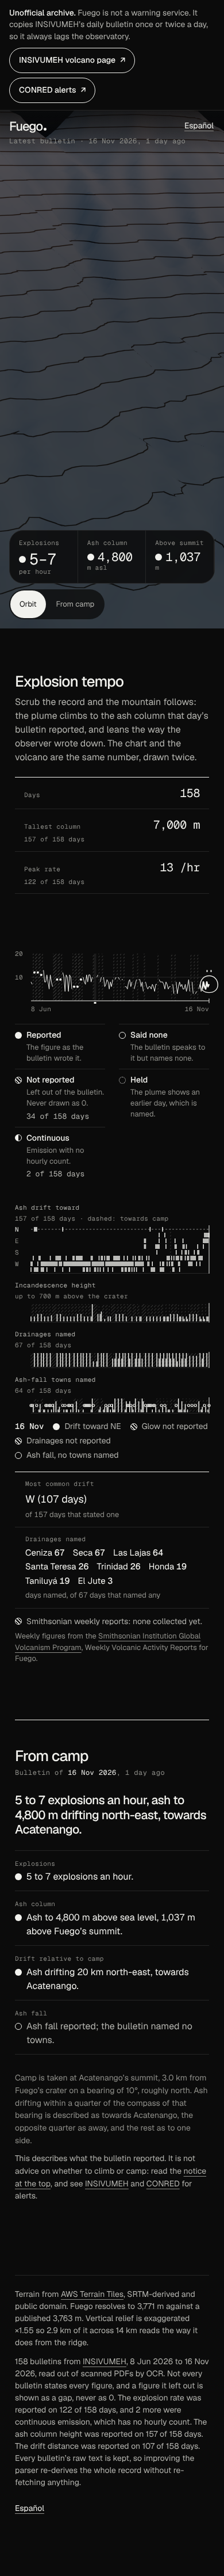 Unofficial archive. Fuego is not a warning service. It
copies INSIVUMEH's daily bulletin once or twice a day,
so it always lags the observatory.
INSIVUMEH volcano page ↗
CONRED alerts ↗
Fuego.
Español
Latest bulletin · 16 Nov 2026, 1 day ago
Explosions
5–7
per hour
Ash column
4,800
m asl
Above summit
1,037
m
Orbit
From camp
Explosion tempo
Scrub the record and the mountain follows:
the plume climbs to the ash column that day's
bulletin reported, and leans the way the
observer wrote down. The chart and the
volcano are the same number, drawn twice.
Days
158
Tallest column
7,000 m
157 of 158 days
Peak rate
13 /hr
122 of 158 days
20
10
8 Jun
16 Nov
Reported
The figure as the
bulletin wrote it.
Said none
The bulletin speaks to
it but names none.
Not reported
Left out of the bulletin.
Never drawn as 0.
34 of 158 days
Held
The plume shows an
earlier day, which is
named.
Continuous
Emission with no
hourly count.
2 of 158 days
Ash drift toward
157 of 158 days · dashed: towards camp
N
E
S
W
Incandescence height
up to 700 m above the crater
Drainages named
67 of 158 days
Ash-fall towns named
64 of 158 days
16 Nov
Drift toward NE
Glow not reported
Drainages not reported
Ash fall, no towns named
Most common drift
W (107 days)
of 157 days that stated one
Drainages named
Ceniza 67 Seca 67 Las Lajas 64
Santa Teresa 26 Trinidad 26 Honda 19
Taniluyá 19 El Jute 3
days named, of 67 days that named any
Smithsonian weekly reports: none collected yet.
Weekly figures from the Smithsonian Institution Global
Volcanism Program, Weekly Volcanic Activity Reports for
Fuego.
From camp
Bulletin of 16 Nov 2026, 1 day ago
5 to 7 explosions an hour, ash to
4,800 m drifting north-east, towards
Acatenango.
Explosions
5 to 7 explosions an hour.
Ash column
Ash to 4,800 m above sea level, 1,037 m
above Fuego's summit.
Drift relative to camp
Ash drifting 20 km north-east, towards
Acatenango.
Ash fall
Ash fall reported; the bulletin named no
towns.
Camp is taken at Acatenango's summit, 3.0 km from
Fuego's crater on a bearing of 10°, roughly north. Ash
drifting within a quarter of the compass of that
bearing is described as towards Acatenango, the
opposite quarter as away, and the rest as to one
side.
This describes what the bulletin reported. It is not
advice on whether to climb or camp: read the notice
at the top, and see INSIVUMEH and CONRED for
alerts.
Terrain from AWS Terrain Tiles, SRTM-derived and
public domain. Fuego resolves to 3,771 m against a
published 3,763 m. Vertical relief is exaggerated
×1.55 so 2.9 km of it across 14 km reads the way it
does from the ridge.
158 bulletins from INSIVUMEH, 8 Jun 2026 to 16 Nov
2026, read out of scanned PDFs by OCR. Not every
bulletin states every figure, and a figure it left out is
shown as a gap, never as 0. The explosion rate was
reported on 122 of 158 days, and 2 more were
continuous emission, which has no hourly count. The
ash column height was reported on 157 of 158 days.
The drift distance was reported on 107 of 158 days.
Every bulletin's raw text is kept, so improving the
parser re-derives the whole record without re-
fetching anything.
Español